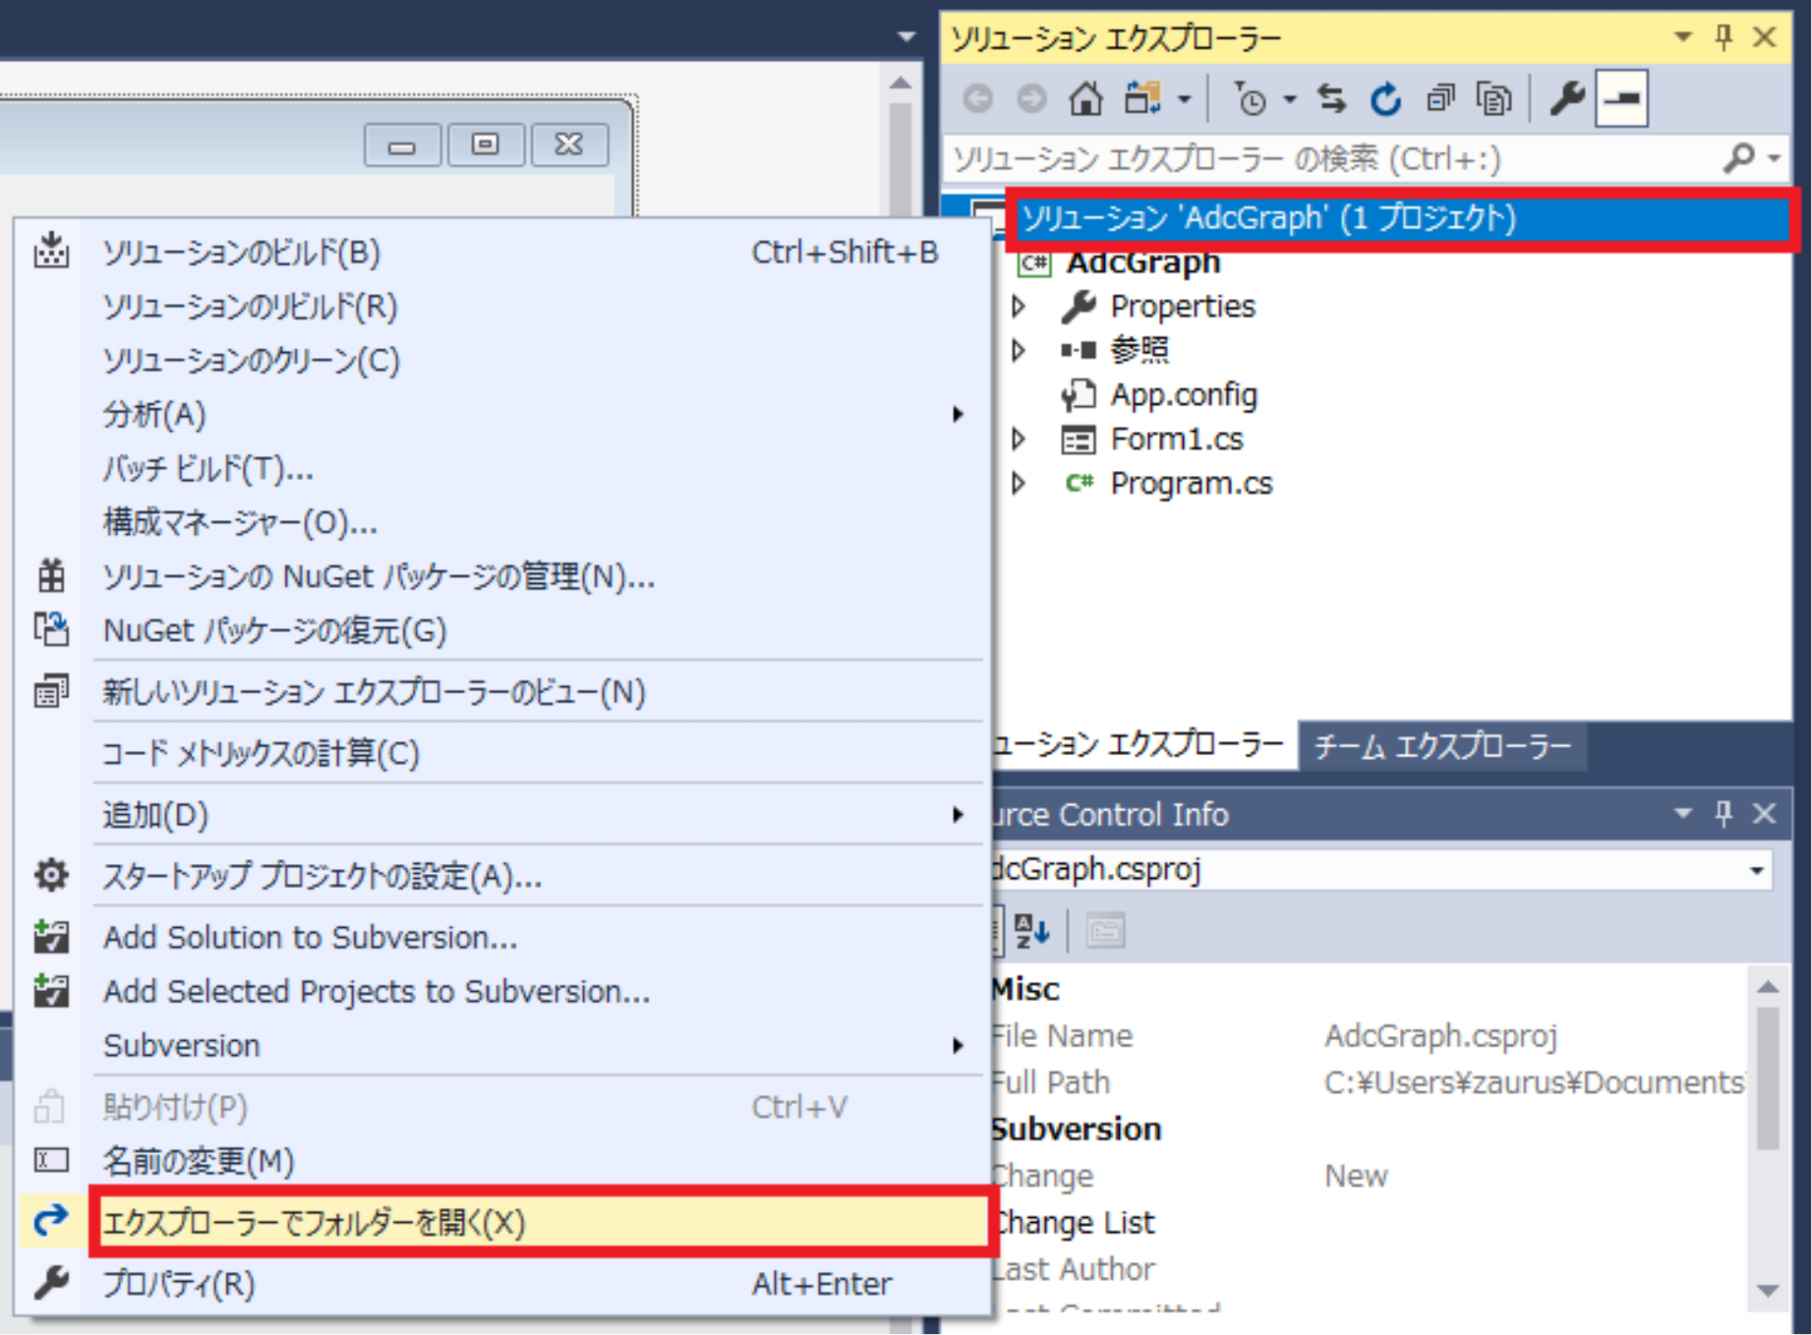 ソリューション エクスプローラー
ソリューション エクスプローラー の検索 (Ctrl+:)
ソリューション 'AdcGraph' (1 プロジェクト)
C# AdcGraph
Properties
参照
App.config
Form1.cs
C# Program.cs
ソリューションのビルド(B) Ctrl+Shift+B
ソリューションのリビルド(R)
ソリューションのクリーン(C)
分析(A)
バッチ ビルド(T)...
構成マネージャー(O)...
ソリューションの NuGet パッケージの管理(N)...
NuGet パッケージの復元(G)
新しいソリューション エクスプローラーのビュー(N)
コード メトリックスの計算(C)
追加(D)
スタートアップ プロジェクトの設定(A)...
Add Solution to Subversion...
Add Selected Projects to Subversion...
Subversion
貼り付け(P) Ctrl+V
名前の変更(M)
エクスプローラーでフォルダーを開く(X)
プロパティ(R) Alt+Enter
ューション エクスプローラー チーム エクスプローラー
urce Control Info
dcGraph.csproj
Misc
File Name AdcGraph.csproj
Full Path C:¥Users¥zaurus¥Documents
Subversion
Change New
Change List
Last Author